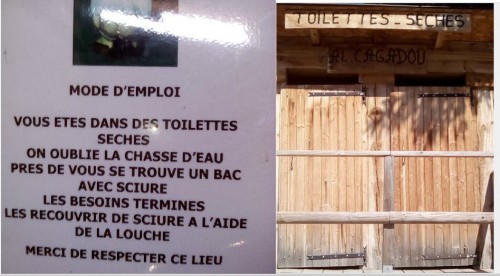 MODE D'EMPLOI
VOUS ETES DANS DES TOILETTES
SECHES
ON OUBLIE LA CHASSE D'EAU
PRES DE VOUS SE TROUVE UN BAC
AVEC SCIURE
LES BESOINS TERMINES
LES RECOUVRIR DE SCIURE A L'AIDE
DE LA LOUCHE
MERCI DE RESPECTER CE LIEU
TOILETTES - SECHES
AL. CAGADOU